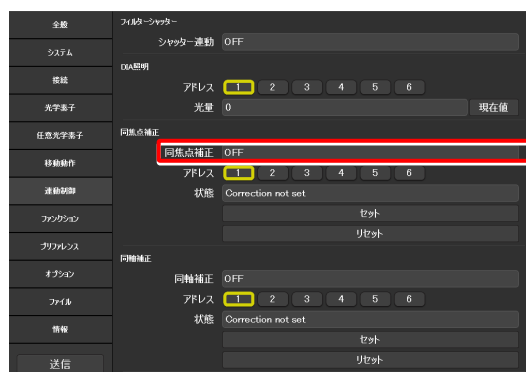 全般
システム
接続
光学素子
任意光学素子
移動動作
連動制御
ファンクション
プリファレンス
オプション
ファイル
情報
送信
フィルターシャッター
シャッター連動 OFF
DIA照明
アドレス 1 2 3 4 5 6
光量 0 現在値
同焦点補正
同焦点補正 OFF
アドレス 1 2 3 4 5 6
状態 Correction not set
セット
リセット
同軸補正
同軸補正 OFF
アドレス 1 2 3 4 5 6
状態 Correction not set
セット
リセット